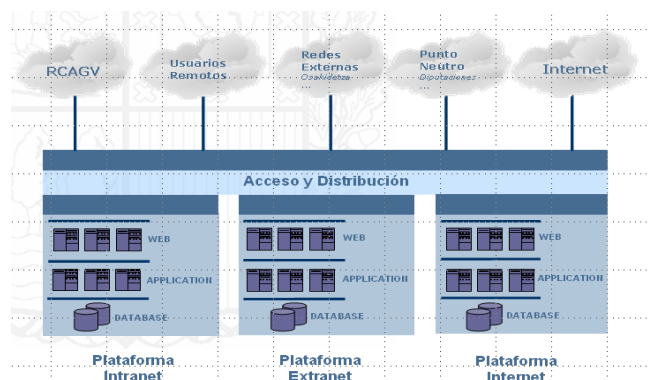 RCAGV
Usuarios
Remotos
Redes
Externas
Osakidetza
...
Punto
Neutro
Diputaciones
...
Internet
Acceso y Distribución
WEB
WEB
WEB
APPLICATION
APPLICATION
APPLICATION
DATABASE
DATABASE
DATABASE
Plataforma
Intranet
Plataforma
Extranet
Plataforma
Internet